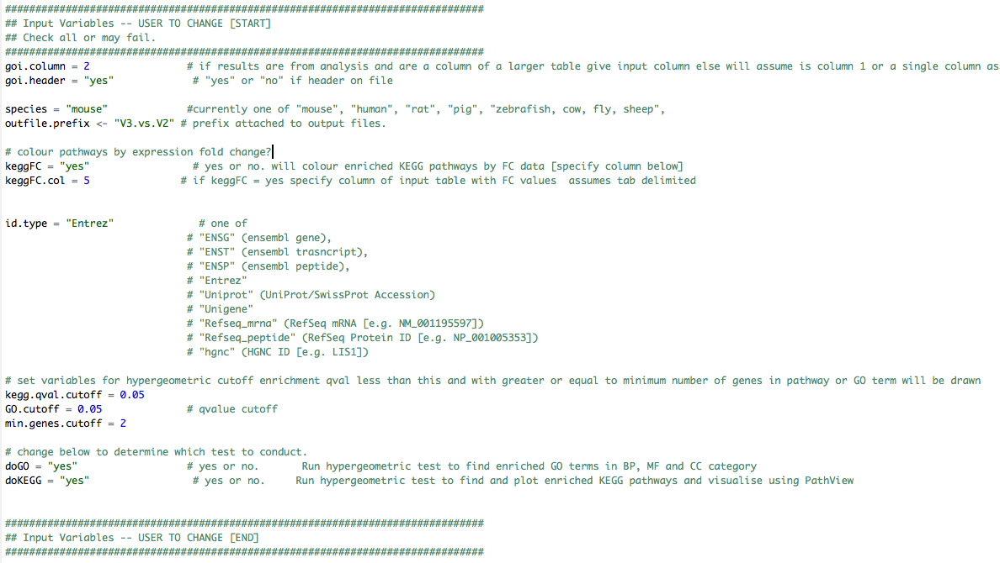 ###############################################################################
## Input Variables -- USER TO CHANGE [START]
## Check all or may fail.
###############################################################################
goi.column = 2 # if results are from analysis and are a column of a larger table give input column else will assume is column 1 or a single column as
goi.header = "yes" # "yes" or "no" if header on file
species = "mouse" #currently one of "mouse", "human", "rat", "pig", "zebrafish, cow, fly, sheep",
outfile.prefix <- "V3.vs.V2" # prefix attached to output files.
# colour pathways by expression fold change?
keggFC = "yes" # yes or no. will colour enriched KEGG pathways by FC data [specify column below]
keggFC.col = 5 # if keggFC = yes specify column of input table with FC values assumes tab delimited
id.type = "Entrez" # one of
# "ENSG" (ensembl gene),
# "ENST" (ensembl trasncript),
# "ENSP" (ensembl peptide),
# "Entrez"
# "Uniprot" (UniProt/SwissProt Accession)
# "Unigene"
# "Refseq_mrna" (RefSeq mRNA [e.g. NM_001195597])
# "Refseq_peptide" (RefSeq Protein ID [e.g. NP_001005353])
# "hgnc" (HGNC ID [e.g. LIS1])
# set variables for hypergeometric cutoff enrichment qval less than this and with greater or equal to minimum number of genes in pathway or GO term will be drawn
kegg.qval.cutoff = 0.05
GO.cutoff = 0.05 # qvalue cutoff
min.genes.cutoff = 2
# change below to determine which test to conduct.
doGO = "yes" # yes or no. Run hypergeometric test to find enriched GO terms in BP, MF and CC category
doKEGG = "yes" # yes or no. Run hypergeometric test to find and plot enriched KEGG pathways and visualise using PathView
###############################################################################
## Input Variables -- USER TO CHANGE [END]
###############################################################################